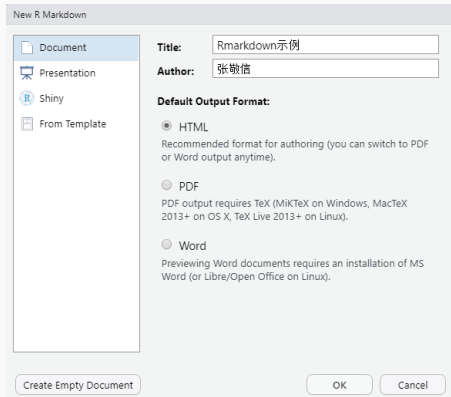 New R Markdown
Document
Presentation
Shiny
From Template
Title: Rmarkdown示例
Author: 张敬信
Default Output Format:
HTML
Recommended format for authoring (you can switch to PDF
or Word output anytime).
PDF
PDF output requires TeX (MiKTeX on Windows, MacTeX
2013+ on OS X, TeX Live 2013+ on Linux).
Word
Previewing Word documents requires an installation of MS
Word (or Libre/Open Office on Linux).
Create Empty Document
OK
Cancel